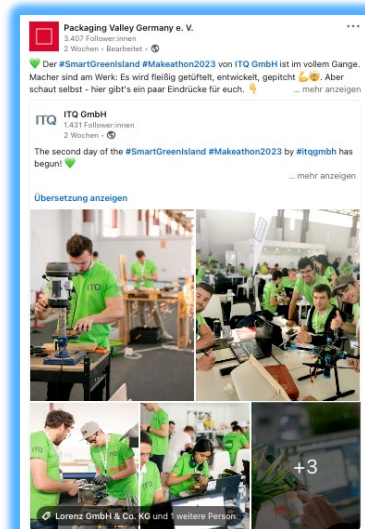 Packaging Valley Germany e. V.
3.407 Follower:innen
2 Wochen • Bearbeitet •
💚 Der #SmartGreenIsland #Makeathon2023 von ITQ GmbH ist im vollem Gange.
Macher sind am Werk: Es wird fleißig getüftelt, entwickelt, gepitcht 💪🤯. Aber
schaut selbst - hier gibt's ein paar Eindrücke für euch. 👇 ... mehr anzeigen
ITQ
ITQ GmbH
1.431 Follower:innen
2 Wochen •
The second day of the #SmartGreenIsland #Makeathon2023 by #itqgmbh has
begun! 💚
... mehr anzeigen
Übersetzung anzeigen
ITQ
+3
Lorenz GmbH & Co. KG und 1 weitere Person